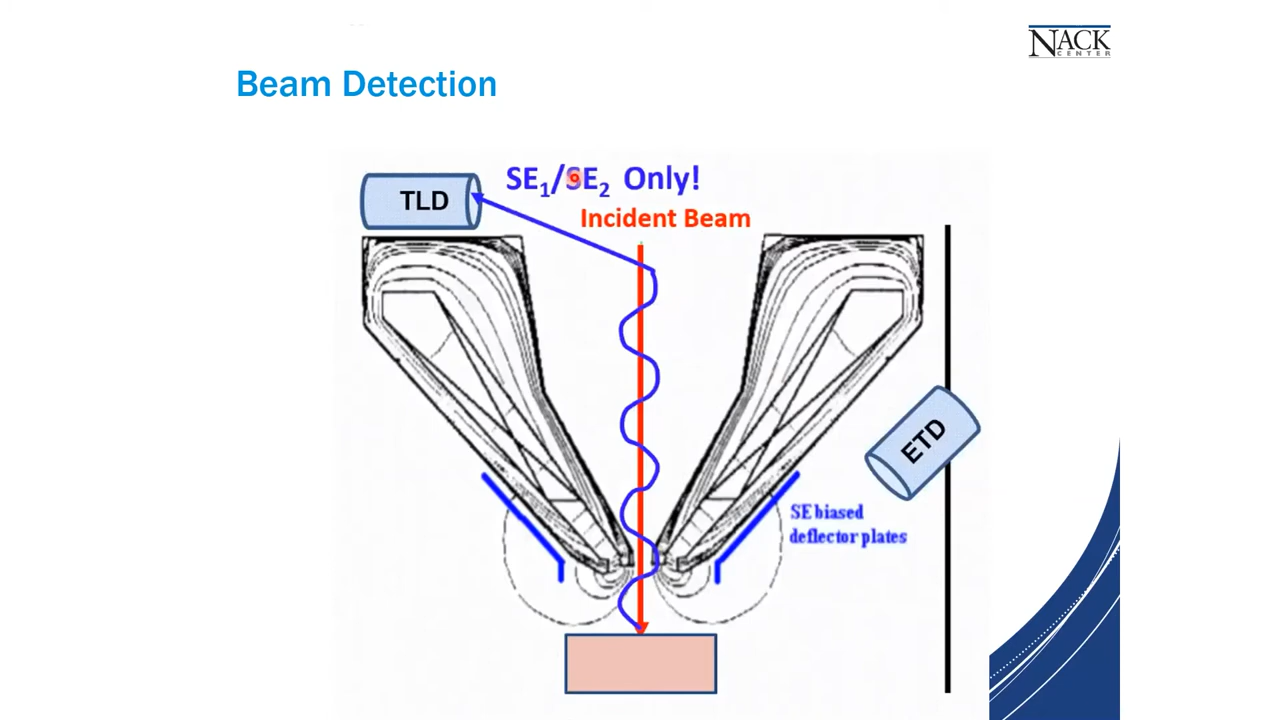 NACK
CENTER
Beam Detection
SE1/SE2 Only!
TLD
Incident Beam
ETD
SE biased
deflector plates